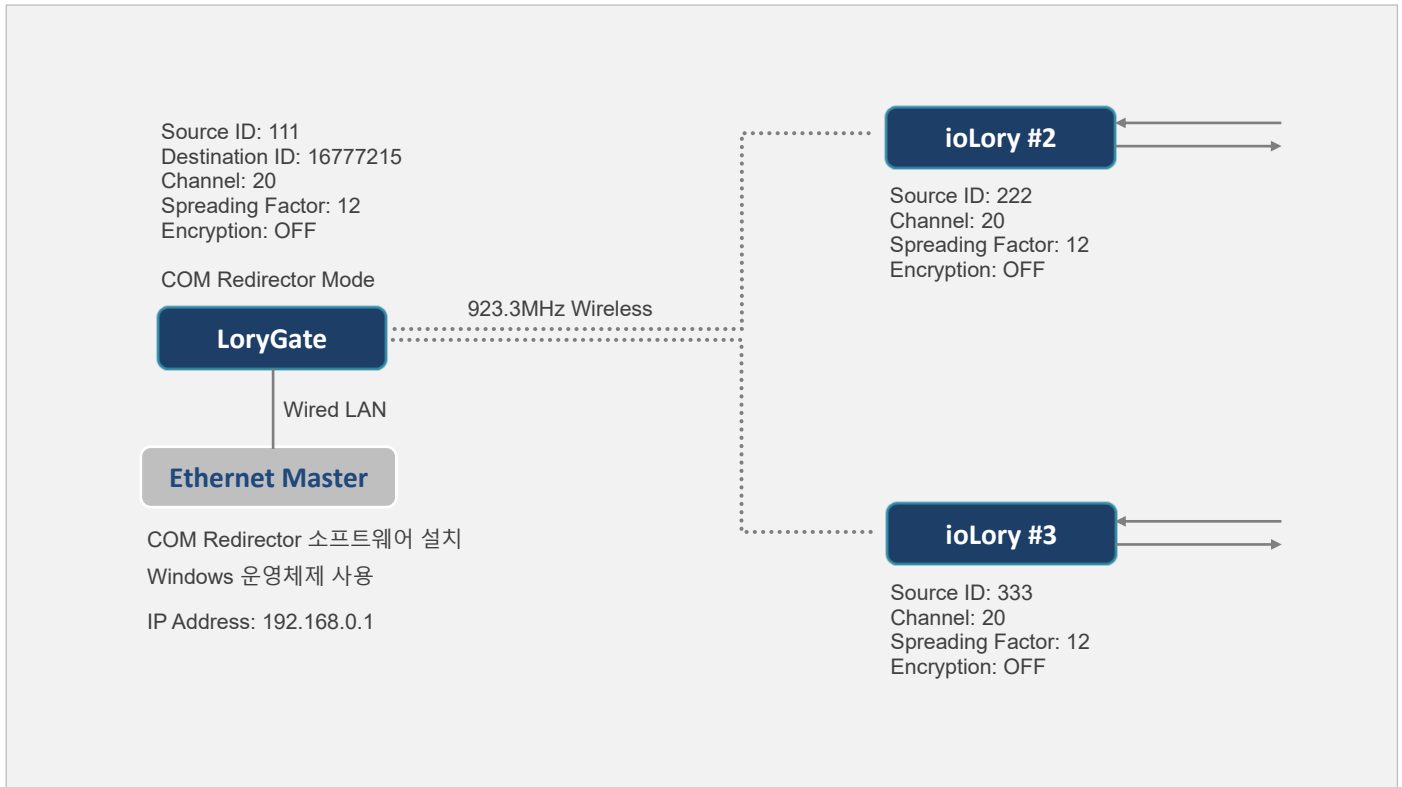 Source ID: 111
Destination ID: 16777215
Channel: 20
Spreading Factor: 12
Encryption: OFF
COM Redirector Mode
LoryGate
923.3MHz Wireless
Wired LAN
Ethernet Master
COM Redirector 소프트웨어 설치
Windows 운영체제 사용
IP Address: 192.168.0.1
ioLory #2
Source ID: 222
Channel: 20
Spreading Factor: 12
Encryption: OFF
ioLory #3
Source ID: 333
Channel: 20
Spreading Factor: 12
Encryption: OFF